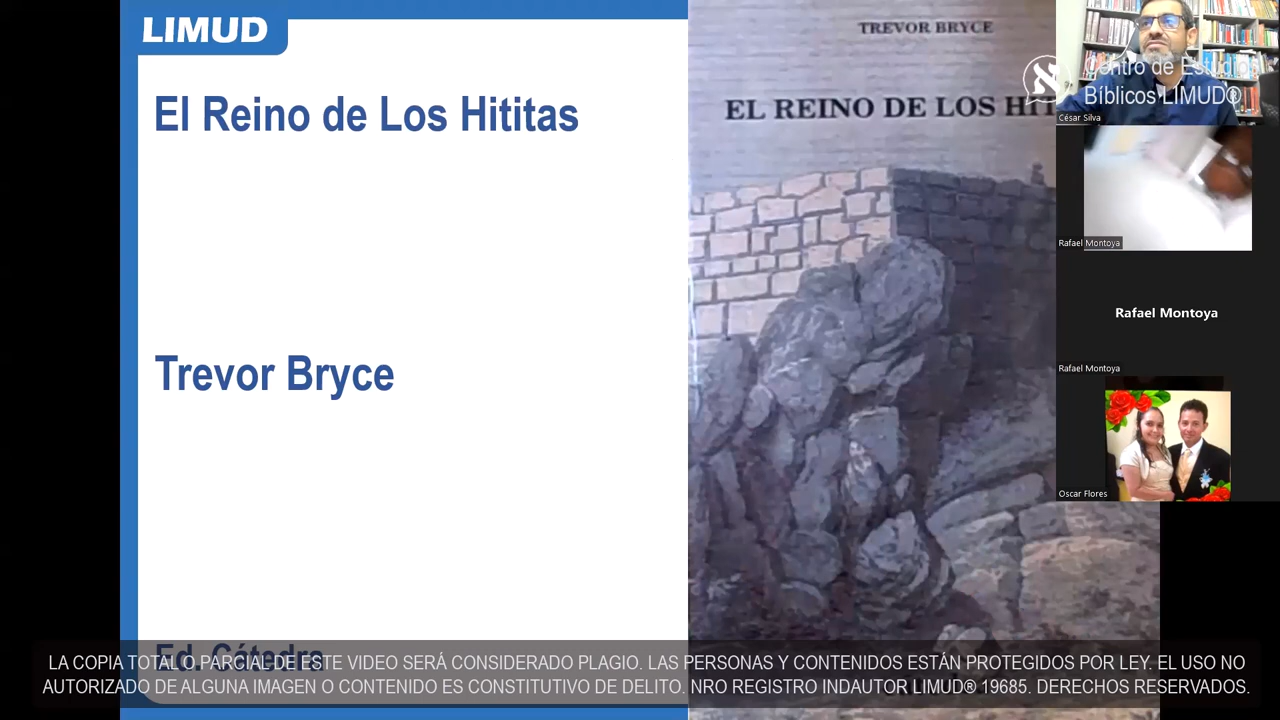 LIMUD
El Reino de Los Hititas
Trevor Bryce
Ed. Cátedra
TREVOR BRYCE
EL REINO DE LOS HIT
Centro de Estudios
Bíblicos LIMUD®
César Silva
Rafael Montoya
Rafael Montoya
Rafael Montoya
Oscar Flores
LA COPIA TOTAL O PARCIAL DE ESTE VIDEO SERÁ CONSIDERADO PLAGIO. LAS PERSONAS Y CONTENIDOS ESTÁN PROTEGIDOS POR LEY. EL USO NO
AUTORIZADO DE ALGUNA IMAGEN O CONTENIDO ES CONSTITUTIVO DE DELITO. NRO REGISTRO INDAUTOR LIMUD® 19685. DERECHOS RESERVADOS.